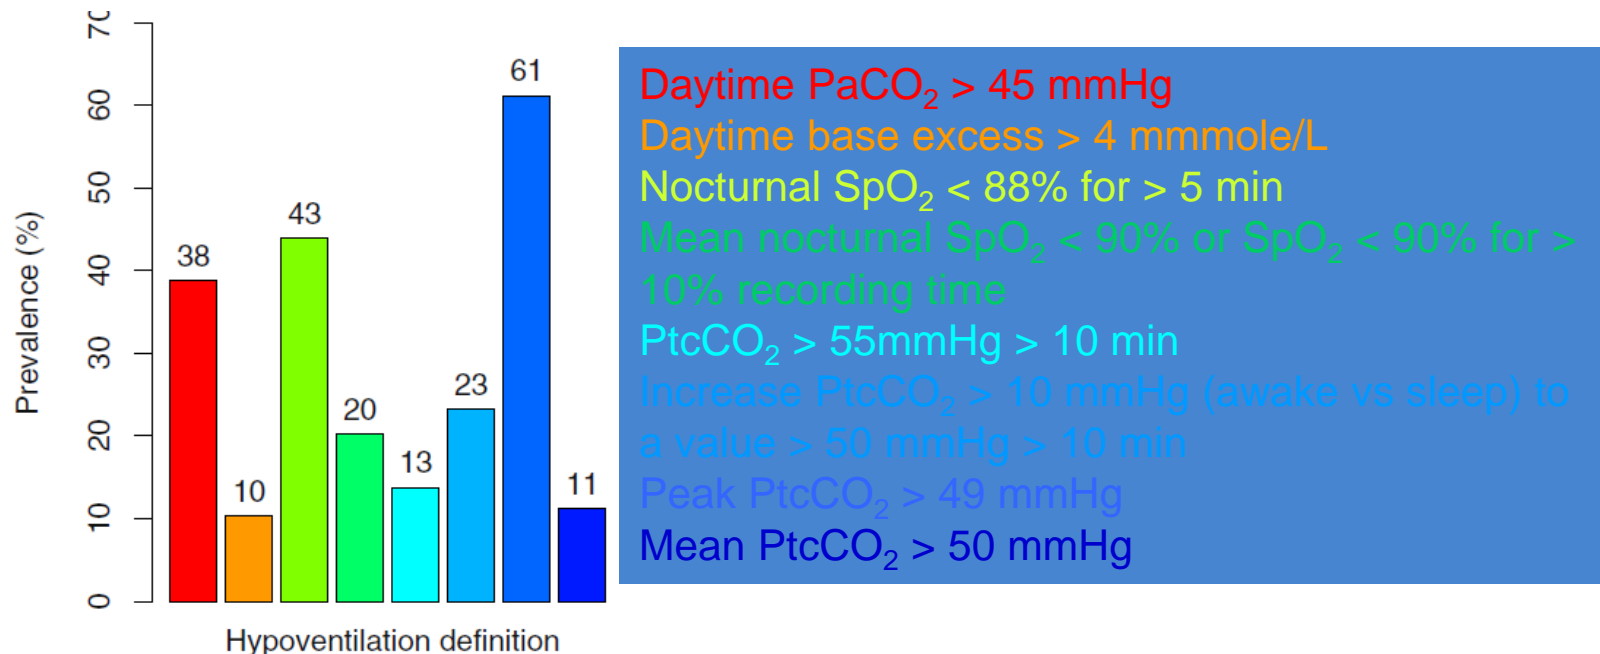 70
60
50
40
30
20
10
0
Prevalence (%)
38
10
43
20
13
23
61
11
Hypoventilation definition
Daytime PaCO₂ > 45 mmHg
Daytime base excess > 4 mmmole/L
Nocturnal SpO₂ < 88% for > 5 min
Mean nocturnal SpO₂ < 90% or SpO₂ < 90% for >
10% recording time
PtcCO₂ > 55mmHg > 10 min
Increase PtcCO₂ > 10 mmHg (awake vs sleep) to
a value > 50 mmHg > 10 min
Peak PtcCO₂ > 49 mmHg
Mean PtcCO₂ > 50 mmHg